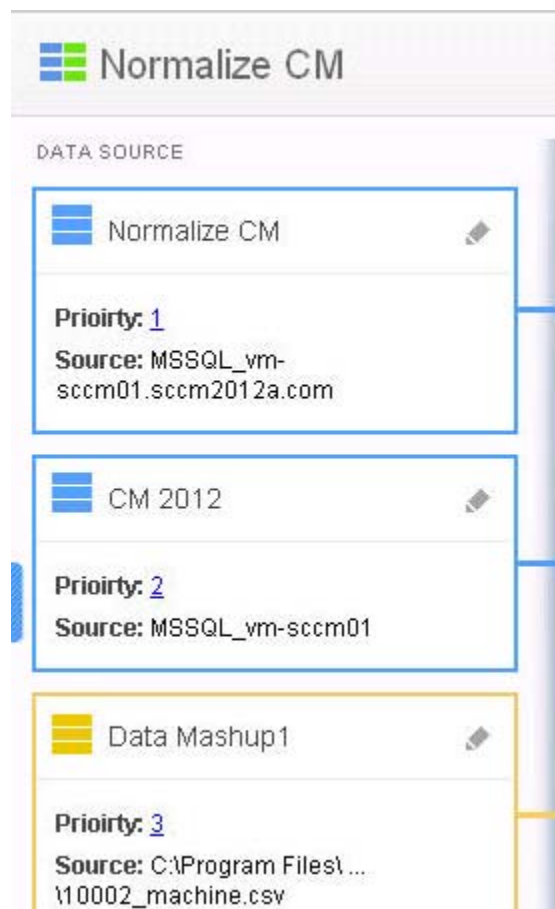 Normalize CM
DATA SOURCE
Normalize CM
Prioirty: 1
Source: MSSQL_vm-
sccm01.sccm2012a.com
CM 2012
Prioirty: 2
Source: MSSQL_vm-sccm01
Data Mashup1
Prioirty: 3
Source: C:\Program Files\ ...
\10002_machine.csv